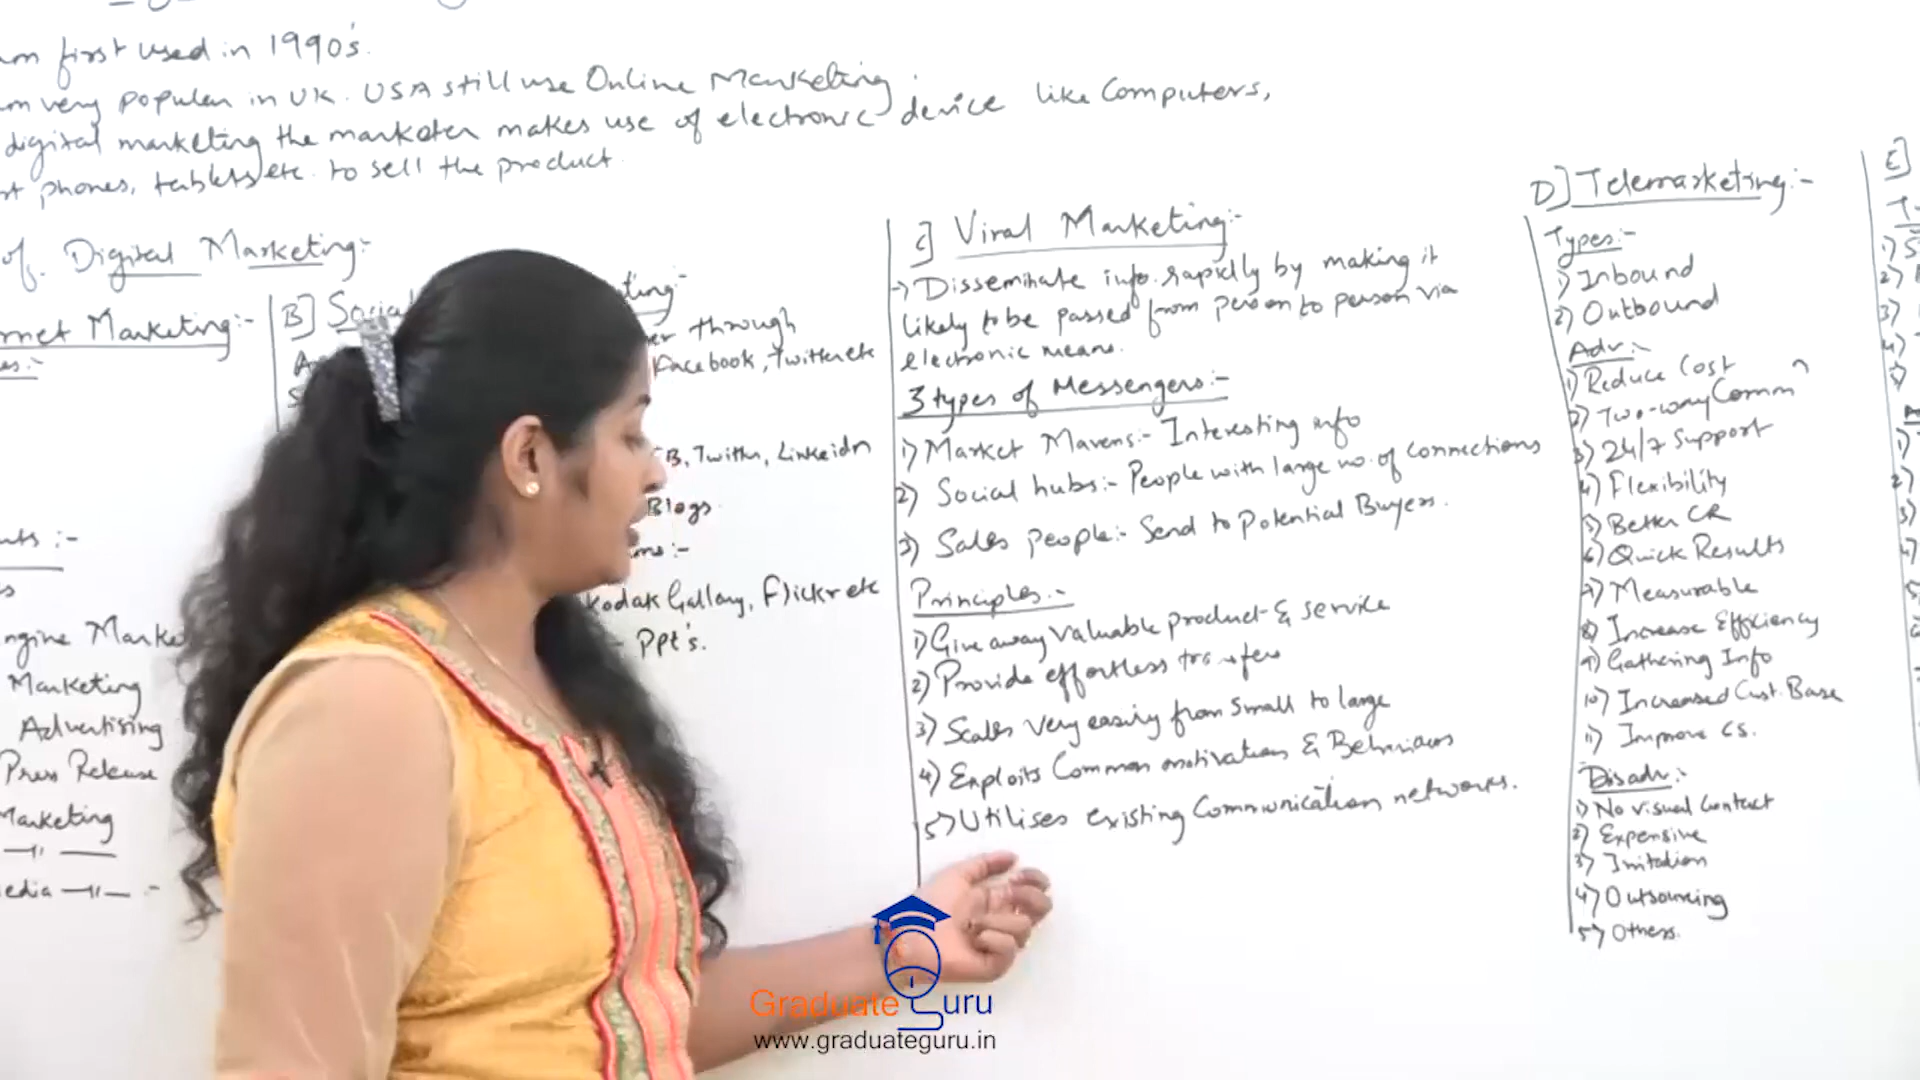 first used in 1990's.
very popular in UK. USA still use Online Marketing.
digital marketing the marketer makes use of electronic device like Computers,
phones, tablets etc. to sell the product.
of Digital Marketing:-
Marketing:-
Marke
Marketing
Advertising
Press Release
Marketing
B] Socia
through
Facebook, Twitter etc
Twitter, Linkeidn
Blogs
Kodak Gallary, Flickr etc
Ppt's.
C] Viral Marketing:-
→ Disseminate info. rapidly by making it
likely to be passed from person to person via
electronic means.
3 types of Messengers:-
1) Market Mavens:- Interesting info
2) Social hubs:- People with large no. of connections
3) Sales people:- Send to Potential Buyers.
Principles:-
1) Give away Valuable product & service
2) Provide effortless transfers
3) Scales very easily from small to large
4) Exploits Common motivations & Behaviours
5) Utilises existing Communication networks.
D] Telemarketing:-
Types:-
1) Inbound
2) Outbound
Adv:-
1) Reduce Cost
2) Two-way Commn
3) 24/7 Support
4) Flexibility
5) Better CR
6) Quick Results
7) Measurable
8) Increase Efficiency
9) Gathering Info
10) Increased Cust. Base
11) Improve CS.
Disadv:-
1) No visual Contact
2) Expensive
3) Imitation
4) Outsourcing
5) Others.
E]
Graduate Guru
www.graduateguru.in